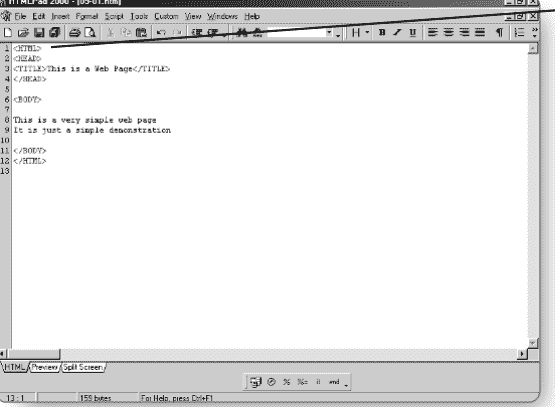 HTMLPad 2000 - [05-01.htm]
File Edit Insert Format Script Tools Custom View Windows Help
H B I U ¶
1 <HTML>
2 <HEAD>
3 <TITLE>This is a Web Page</TITLE>
4 </HEAD>
5
6 <BODY>
7
8 This is a very simple web page
9 It is just a simple demonstration
10
11 </BODY>
12 </HTML>
13
HTML Preview Split Screen
% %= if end
13 : 1 159 bytes For Help, press Ctrl+F1